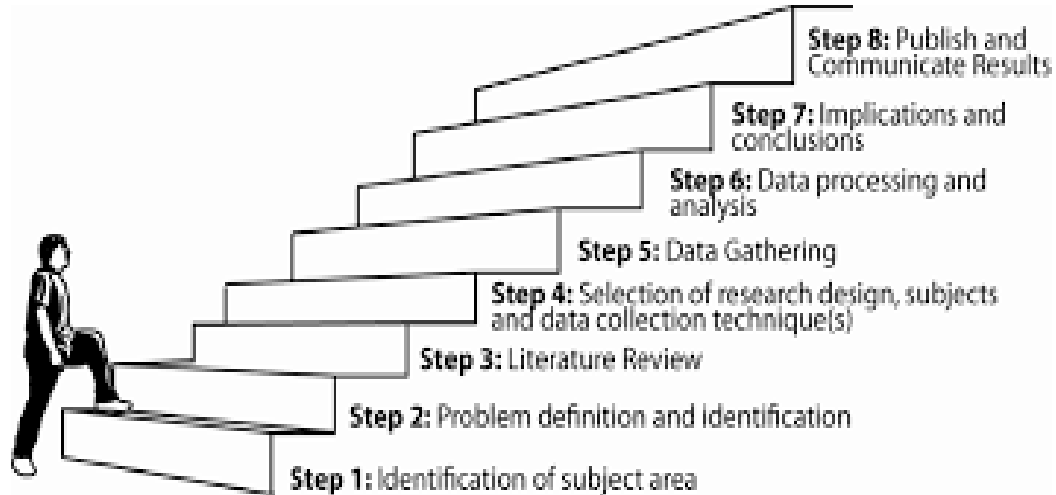 Step 8: Publish and
Communicate Results
Step 7: Implications and
conclusions
Step 6: Data processing and
analysis
Step 5: Data Gathering
Step 4: Selection of research design, subjects
and data collection technique(s)
Step 3: Literature Review
Step 2: Problem definition and identification
Step 1: Identification of subject area